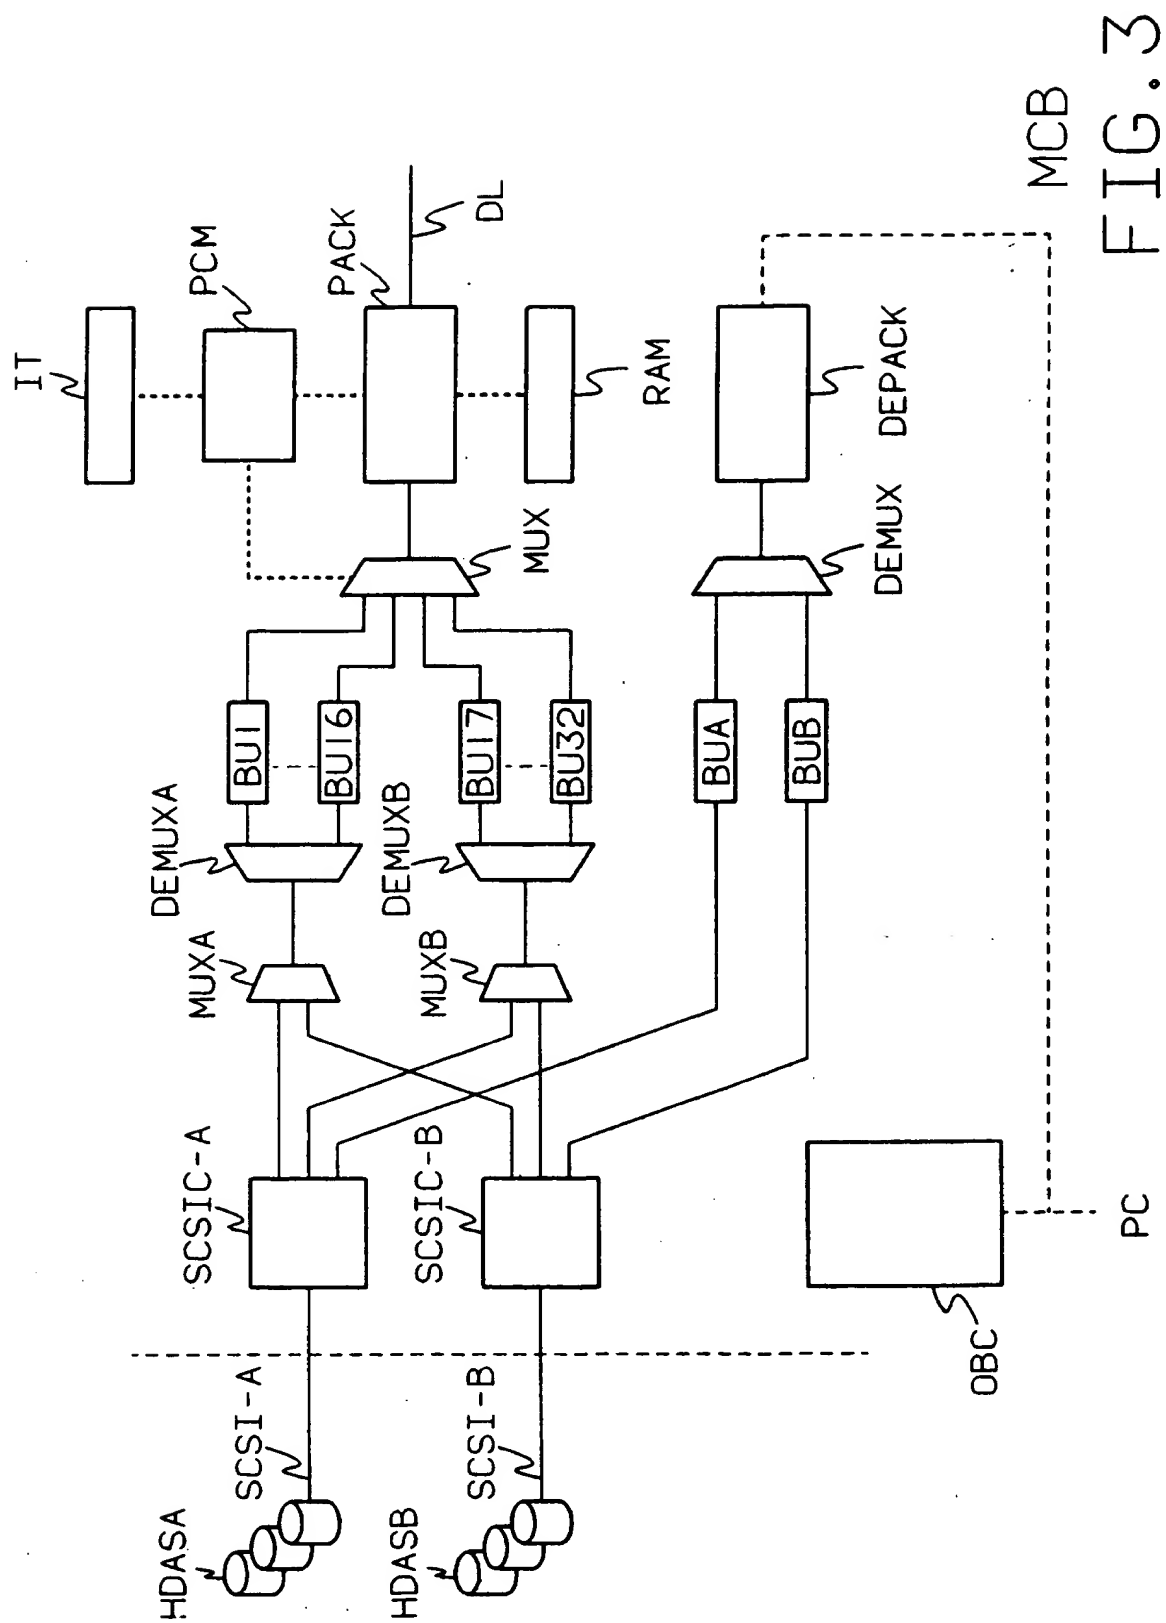 IT
PCM
PACK
DL
RAM
MUX
DEPACK
DEMUX
BU1
BU16
BU17
BU32
BUA
BUB
DEMUXA
DEMUXB
MUXA
MUXB
SCSIC-A
SCSIC-B
SCSI-A
SCSI-B
HDASA
HDASB
OBC
PC
MCB
FIG.3